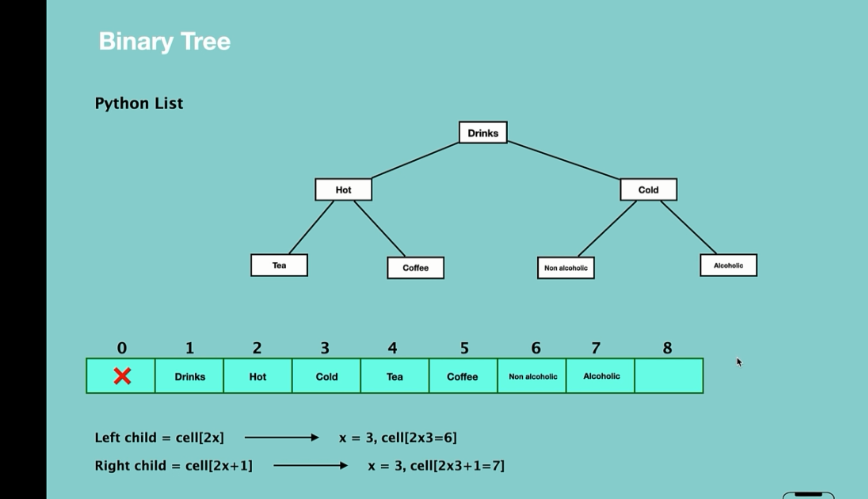 Binary Tree
Python List
Drinks
Hot
Cold
Tea
Coffee
Non alcoholic
Alcoholic
0 1 2 3 4 5 6 7 8
Drinks Hot Cold Tea Coffee Non alcoholic Alcoholic
Left child = cell[2x] x = 3, cell[2x3=6]
Right child = cell[2x+1] x = 3, cell[2x3+1=7]